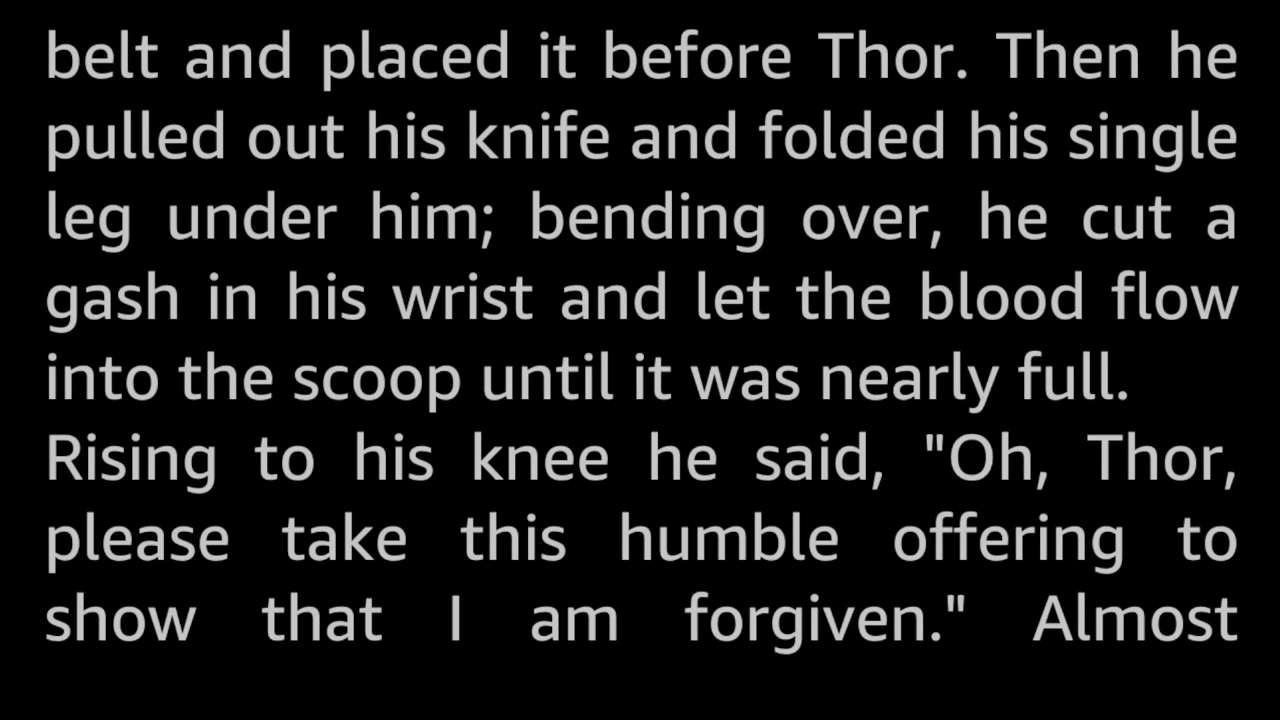 belt and placed it before Thor. Then he
pulled out his knife and folded his single
leg under him; bending over, he cut a
gash in his wrist and let the blood flow
into the scoop until it was nearly full.
Rising to his knee he said, "Oh, Thor,
please take this humble offering to
show that I am forgiven." Almost